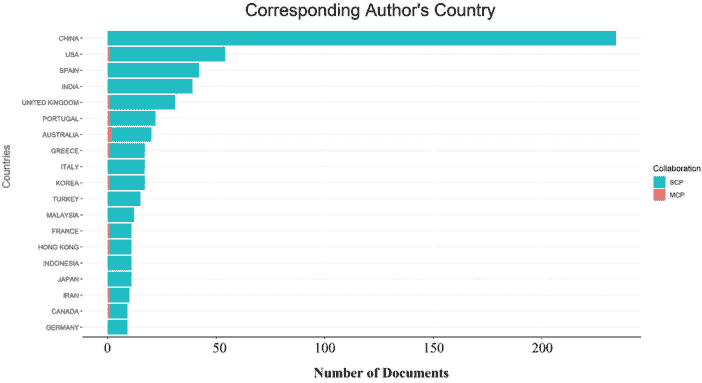 Corresponding Author's Country
CHINA
USA
SPAIN
INDIA
UNITED KINGDOM
PORTUGAL
AUSTRALIA
GREECE
ITALY
KOREA
TURKEY
MALAYSIA
FRANCE
HONG KONG
INDONESIA
JAPAN
IRAN
CANADA
GERMANY
Countries
Collaboration
SCP
MCP
0 50 100 150 200
Number of Documents